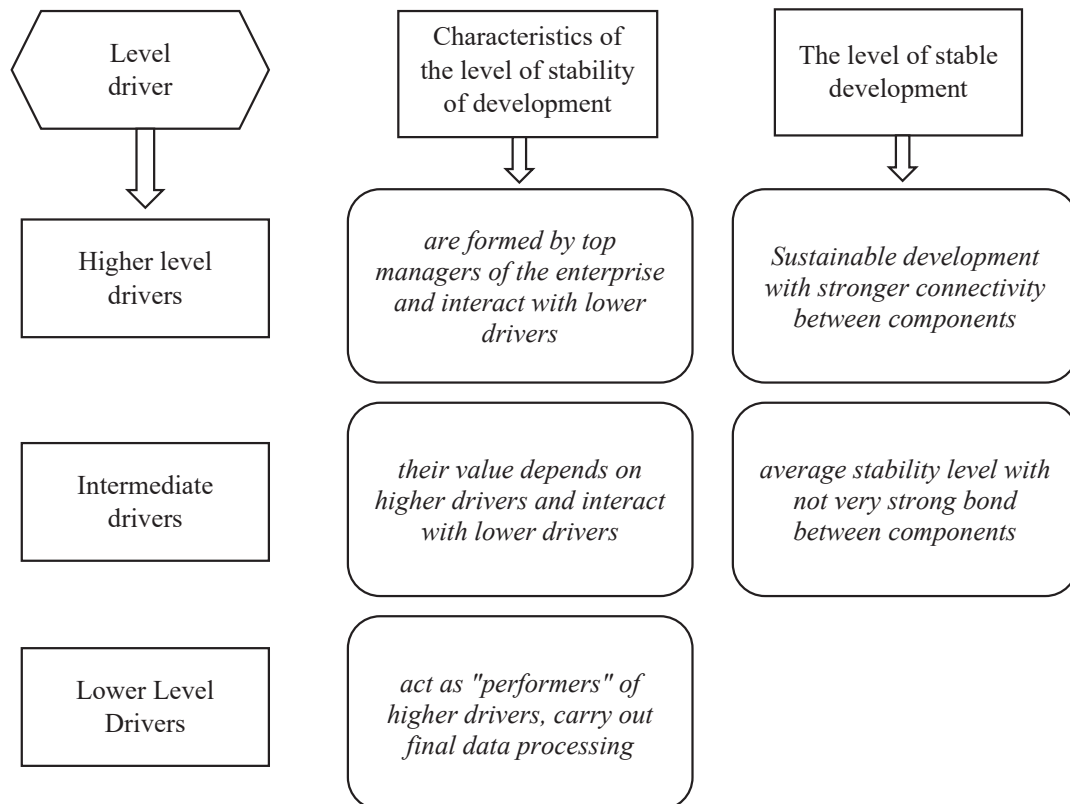 Level
driver
Characteristics of
the level of stability
of development
The level of stable
development
Higher level
drivers
are formed by top
managers of the enterprise
and interact with lower
drivers
Sustainable development
with stronger connectivity
between components
Intermediate
drivers
their value depends on
higher drivers and interact
with lower drivers
average stability level with
not very strong bond
between components
Lower Level
Drivers
act as "performers" of
higher drivers, carry out
final data processing